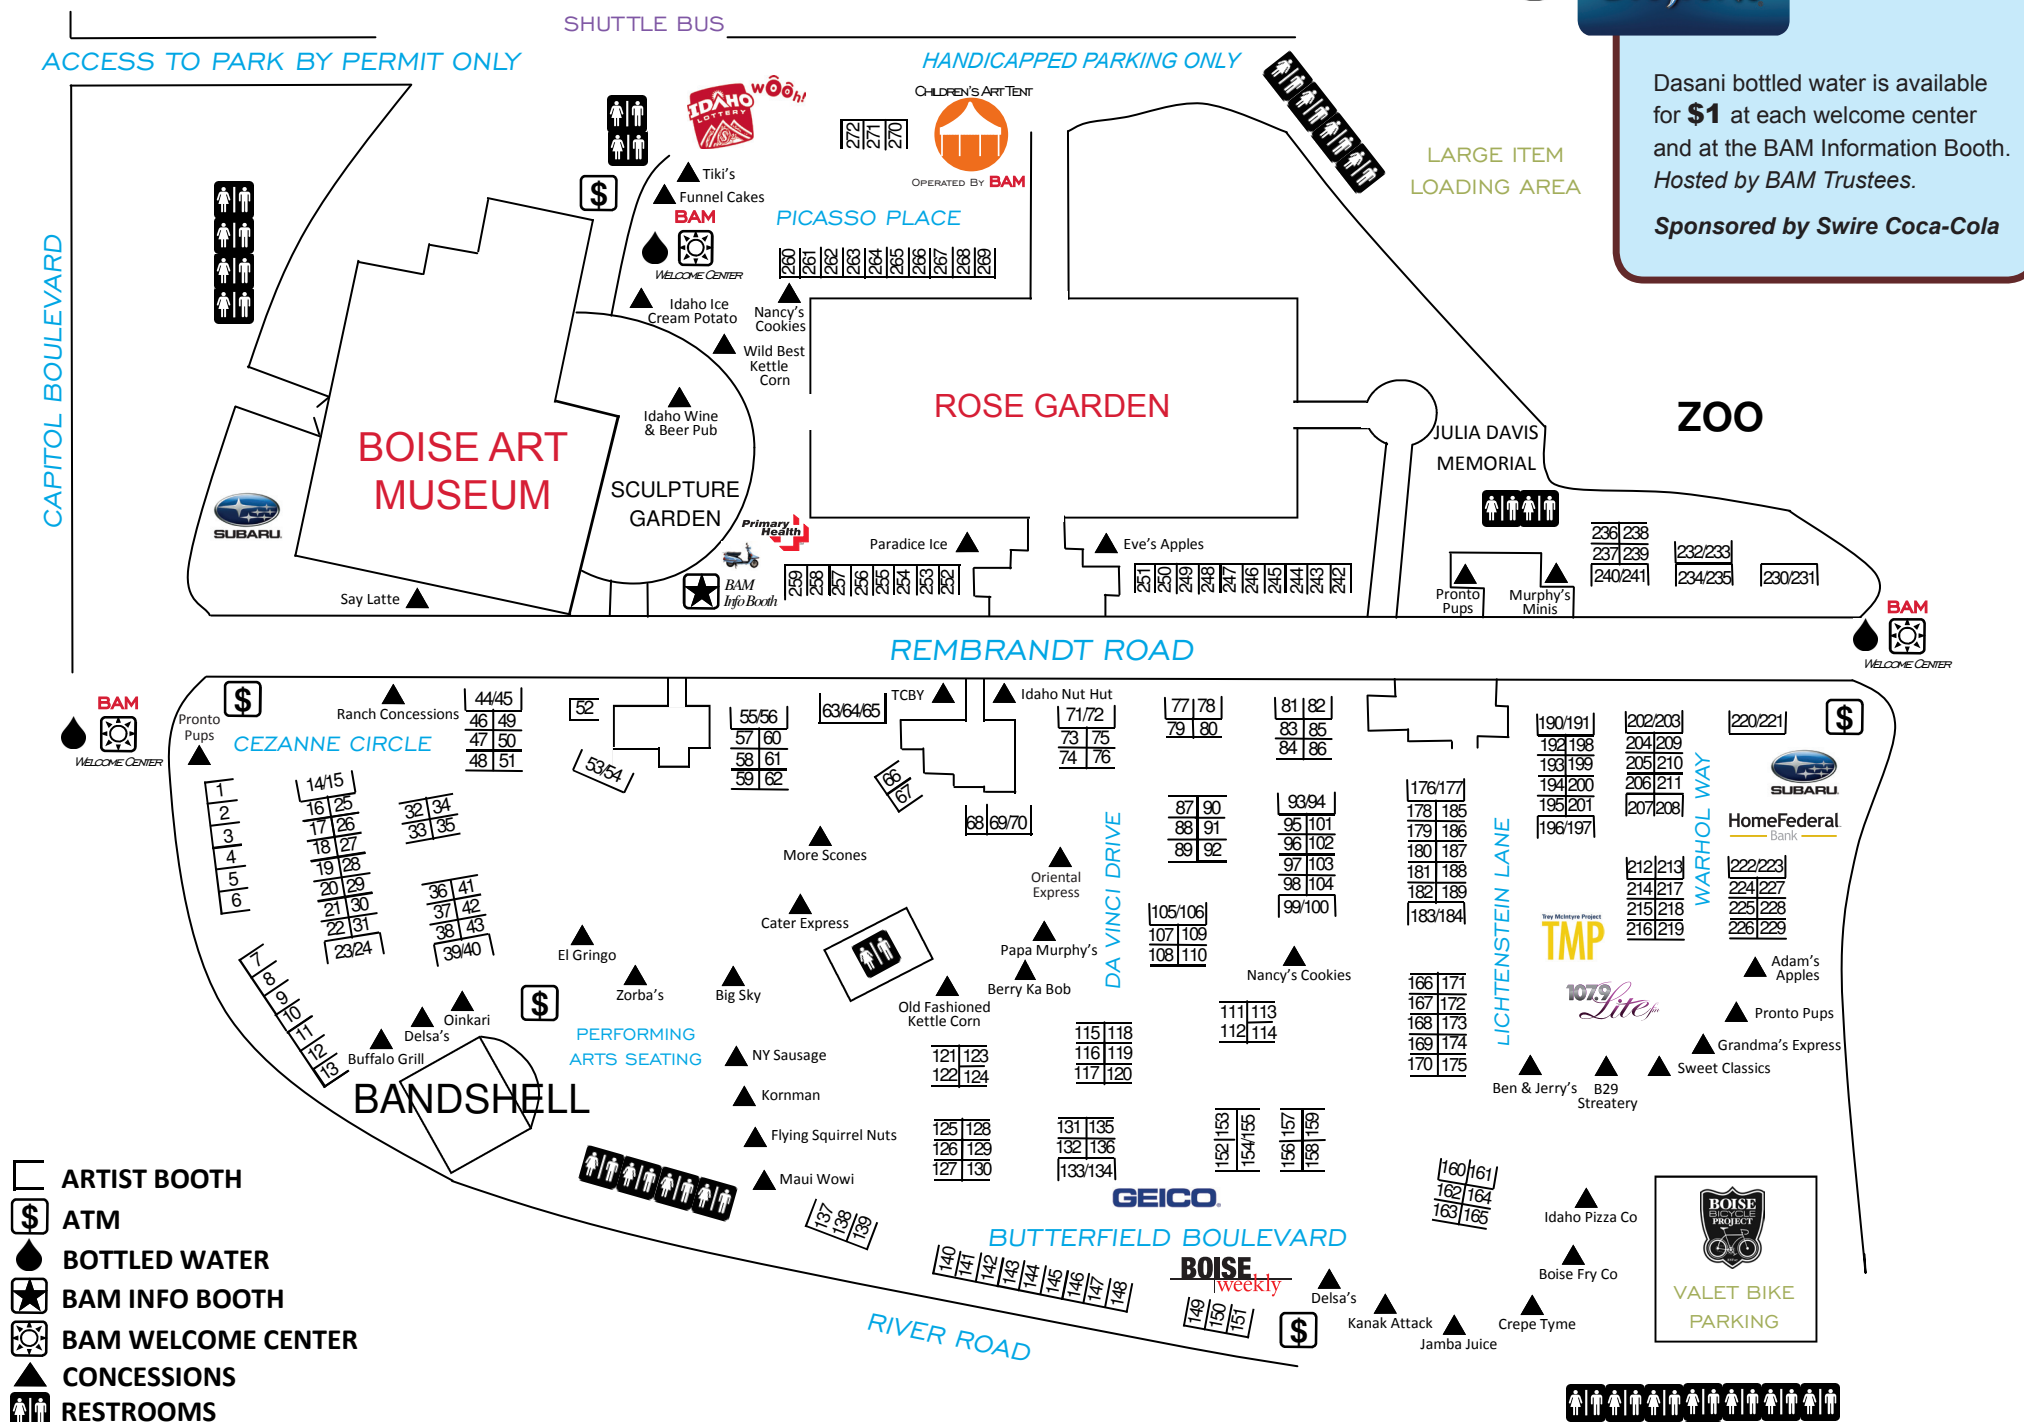 SHUTTLE BUS
ACCESS TO PARK BY PERMIT ONLY
HANDICAPPED PARKING ONLY
Dasani bottled water is available
for $1 at each welcome center
and at the BAM Information Booth.
Hosted by BAM Trustees.
Sponsored by Swire Coca-Cola
LARGE ITEM
LOADING AREA
CHILDREN'S ART TENT
OPERATED BY BAM
IDAHO
LOTTERY
wôôh!
272 271 270
Tiki's
Funnel Cakes
PICASSO PLACE
BAM
WELCOME CENTER
260 261 262 263 264 265 266 267 268 269
Idaho Ice
Cream Potato
Nancy's
Cookies
Wild Best
Kettle
Corn
Idaho Wine
& Beer Pub
CAPITOL BOULEVARD
BOISE ART
MUSEUM
SCULPTURE
GARDEN
ROSE GARDEN
JULIA DAVIS
MEMORIAL
ZOO
SUBARU
Primary
Health
BAM
Info Booth
Say Latte
Paradice Ice
Eve's Apples
259 258 257 256 255 254 253 252
251 250 249 248 247 246 245 244 243 242
Pronto
Pups
Murphy's
Minis
236 238
237 239
240/241
232/233
234/235
230/231
BAM
WELCOME CENTER
REMBRANDT ROAD
BAM
WELCOME CENTER
Pronto
Pups
$
CEZANNE CIRCLE
Ranch Concessions
44/45
46 49
47 50
48 51
52
53/54
55/56
57 60
58 61
59 62
63/64/65
TCBY
Idaho Nut Hut
66
67
68 69/70
71/72
73 75
74 76
77 78
79 80
81 82
83 85
84 86
190/191
192 198
193 199
194 200
195 201
196/197
202/203
204 209
205 210
206 211
207 208
220/221
$
WARHOL WAY
SUBARU
HomeFederal
Bank
1
2
3
4
5
6
14/15
16 25
17 26
18 27
19 28
20 29
21 30
22 31
23/24
32 34
33 35
36 41
37 42
38 43
39/40
7
8
9
10
11
12
13
More Scones
Cater Express
El Gringo
Zorba's
Big Sky
Oriental
Express
Papa Murphy's
Berry Ka Bob
Old Fashioned
Kettle Corn
DA VINCI DRIVE
87 90
88 91
89 92
93/94
95 101
96 102
97 103
98 104
99/100
105/106
107 109
108 110
Nancy's Cookies
176/177
178 185
179 186
180 187
181 188
182 189
183/184
LICHTENSTEIN LANE
212 213
214 217
215 218
216 219
222/223
224 227
225 228
226 229
Trey McIntyre Project
TMP
107.9
Lite fm
Adam's
Apples
Pronto Pups
Grandma's Express
Sweet Classics
B29
Streatery
Ben & Jerry's
166 171
167 172
168 173
169 174
170 175
111 113
112 114
115 118
116 119
117 120
121 123
122 124
125 128
126 129
127 130
131 135
132 136
133/134
152 153
154/155
156 157
158 159
160 161
162 164
163 165
Oinkari
Delsa's
Buffalo Grill
$
PERFORMING
ARTS SEATING
BANDSHELL
NY Sausage
Kornman
Flying Squirrel Nuts
Maui Wowi
137 138 139
140 141 142 143 144 145 146 147 148
149 150 151
GEICO
BUTTERFIELD BOULEVARD
BOISE
weekly
RIVER ROAD
$
Delsa's
Kanak Attack
Jamba Juice
Crepe Tyme
Boise Fry Co
Idaho Pizza Co
BOISE
BICYCLE
PROJECT
VALET BIKE
PARKING
ARTIST BOOTH
$ ATM
BOTTLED WATER
BAM INFO BOOTH
BAM WELCOME CENTER
CONCESSIONS
RESTROOMS
$